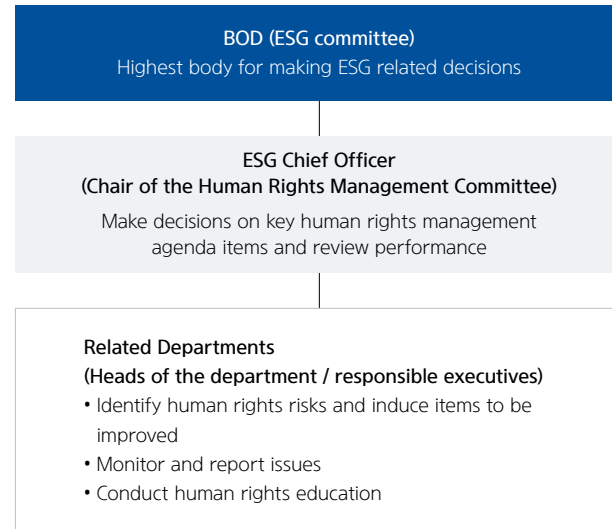 BOD (ESG committee)
Highest body for making ESG related decisions
ESG Chief Officer
(Chair of the Human Rights Management Committee)
Make decisions on key human rights management
agenda items and review performance
Related Departments
(Heads of the department / responsible executives)
• Identify human rights risks and induce items to be
improved
• Monitor and report issues
• Conduct human rights education